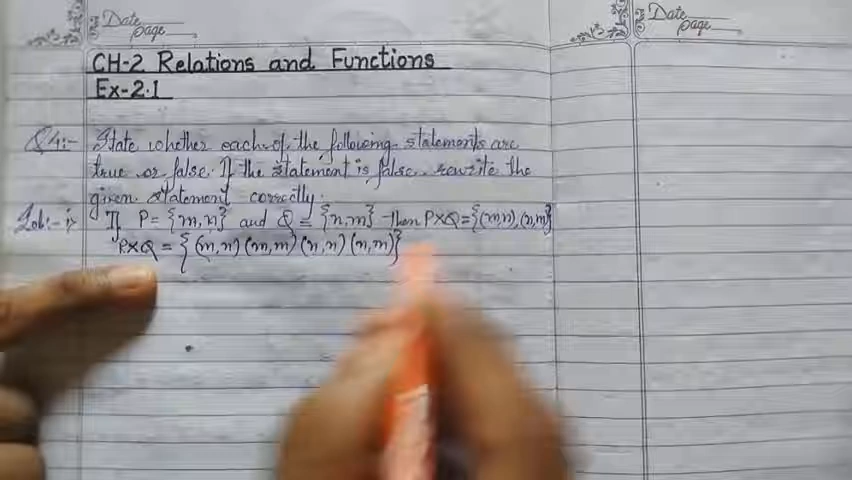 Date
Page
Date
Page
CH-2 Relations and Functions
Ex-2.1
Q4:- State whether each of the following statements are
true or false. If the statement is false, rewrite the
given statement correctly.
Sol:- i) If P = {m,n} and Q = {n,m} then P×Q={(m,n),(n,m)}
P×Q = {(m,n) (m,m) (n,n) (n,m)}